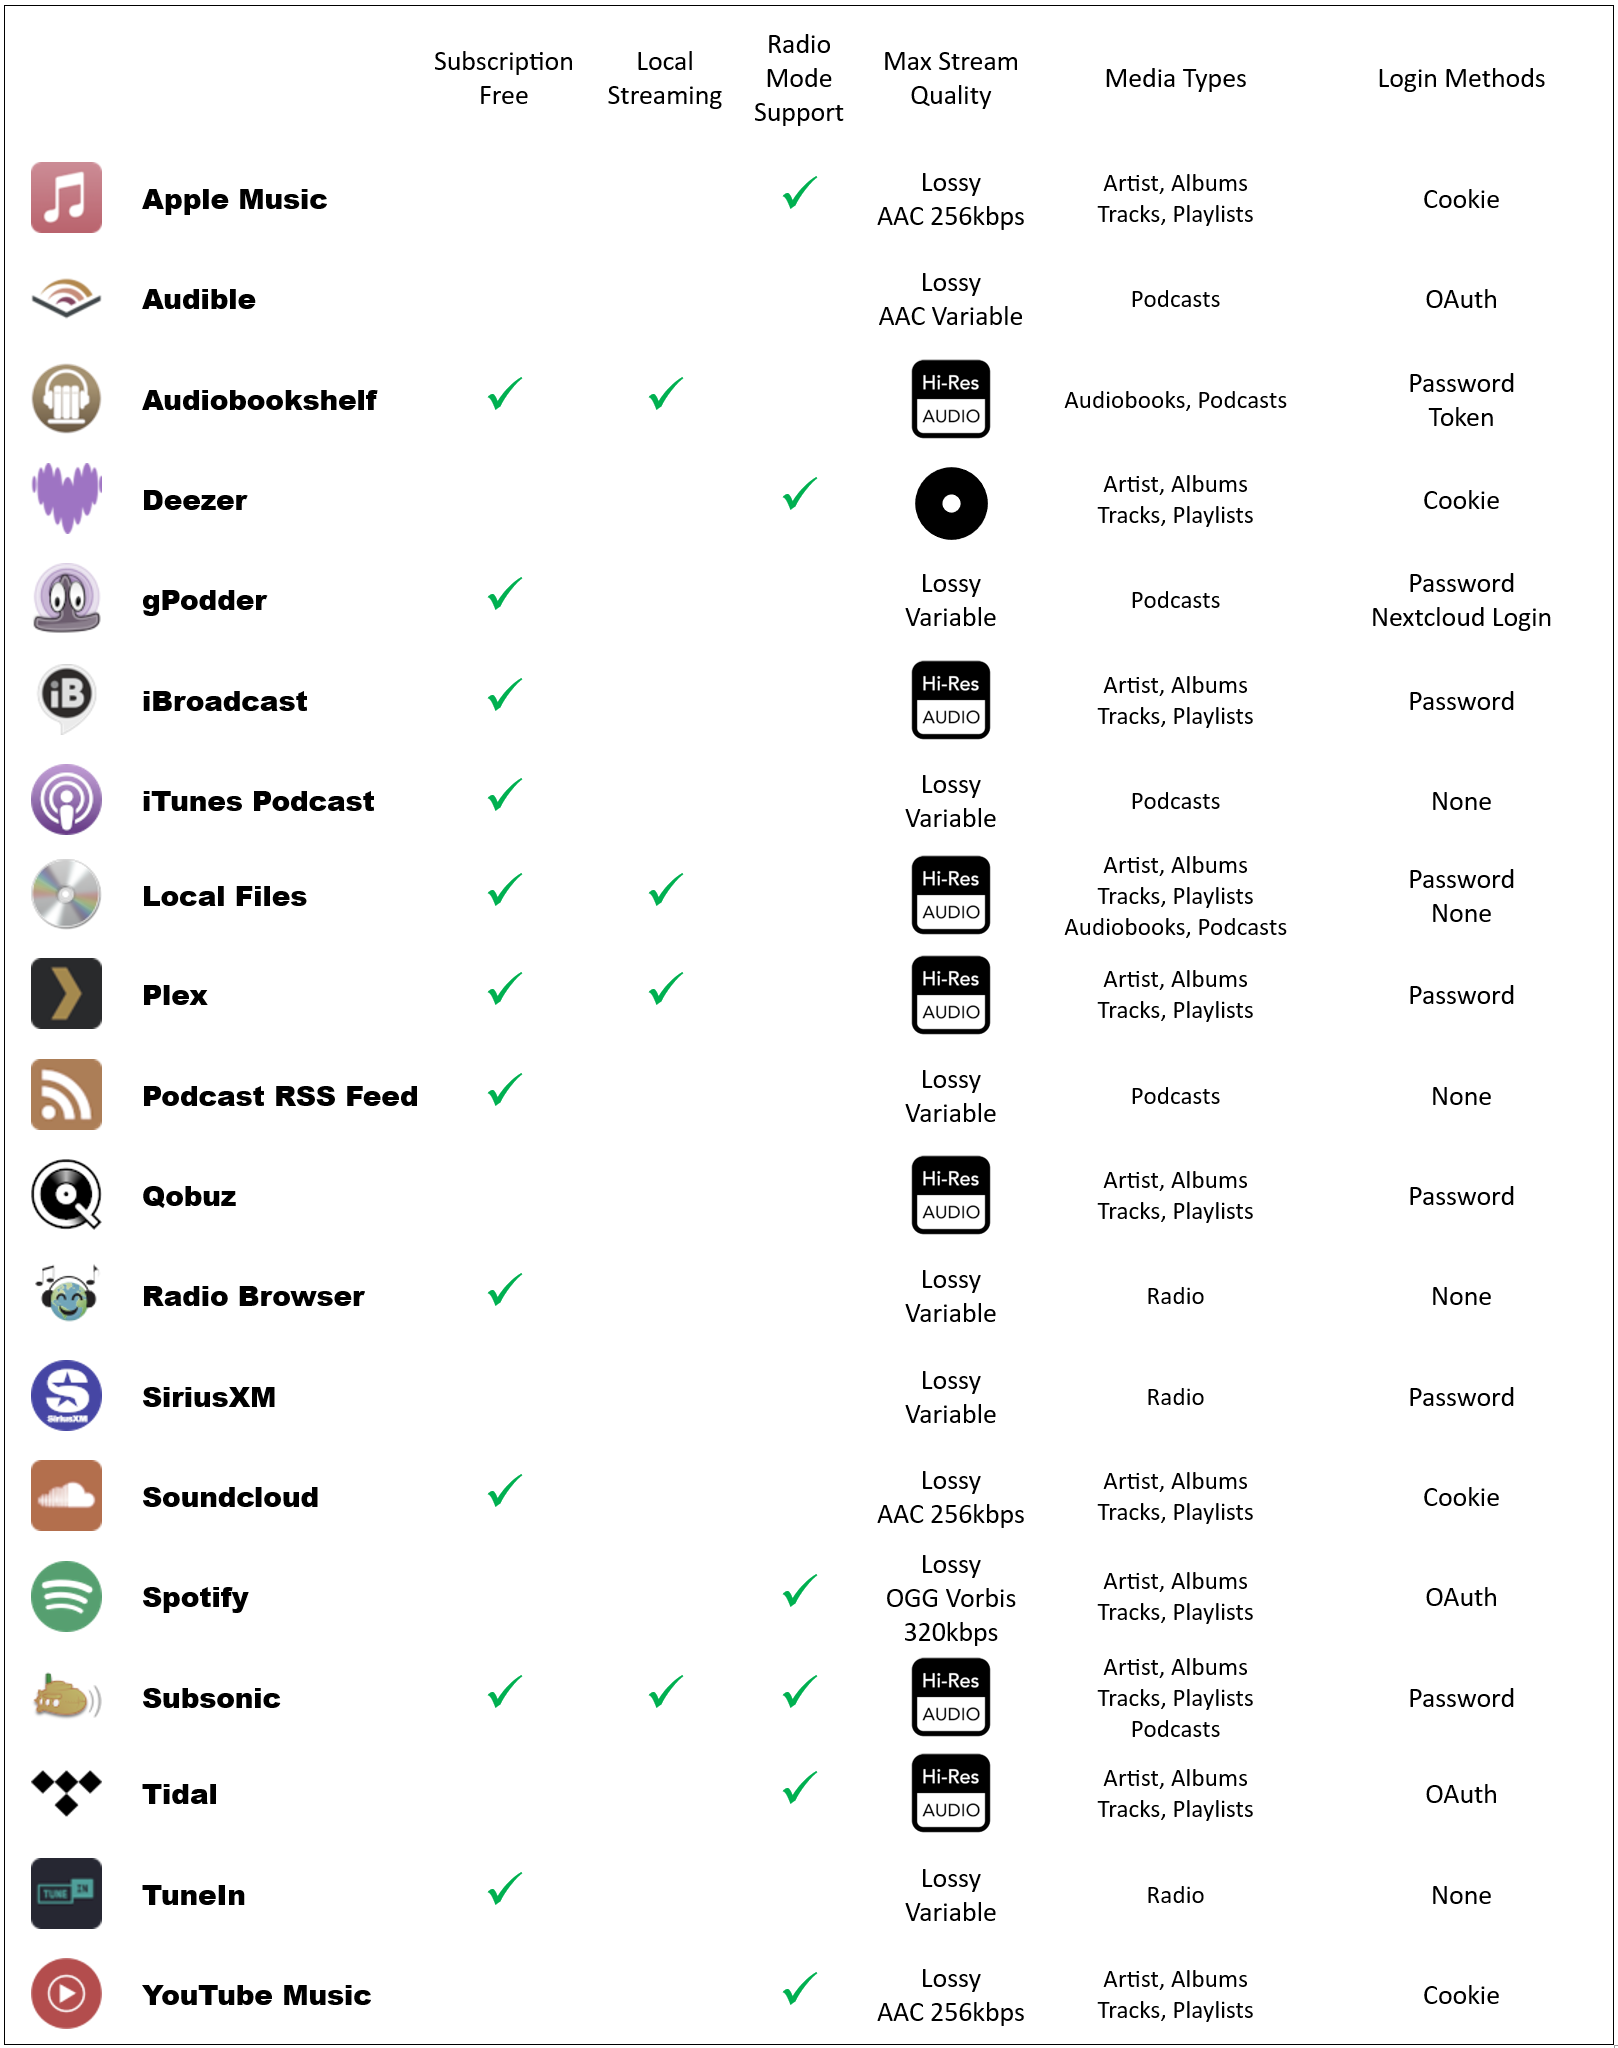 Subscription
Free
Local
Streaming
Radio
Mode
Support
Max Stream
Quality
Media Types
Login Methods
Apple Music
Lossy
AAC 256kbps
Artist, Albums
Tracks, Playlists
Cookie
Audible
Lossy
AAC Variable
Podcasts
OAuth
Audiobookshelf
Hi-Res
AUDIO
Audiobooks, Podcasts
Password
Token
Deezer
Artist, Albums
Tracks, Playlists
Cookie
gPodder
Lossy
Variable
Podcasts
Password
Nextcloud Login
iB
iBroadcast
Hi-Res
AUDIO
Artist, Albums
Tracks, Playlists
Password
iTunes Podcast
Lossy
Variable
Podcasts
None
Local Files
Hi-Res
AUDIO
Artist, Albums
Tracks, Playlists
Audiobooks, Podcasts
Password
None
Plex
Hi-Res
AUDIO
Artist, Albums
Tracks, Playlists
Password
Podcast RSS Feed
Lossy
Variable
Podcasts
None
Qobuz
Hi-Res
AUDIO
Artist, Albums
Tracks, Playlists
Password
Radio Browser
Lossy
Variable
Radio
None
S
SiriusXM
SiriusXM
Lossy
Variable
Radio
Password
Soundcloud
Lossy
AAC 256kbps
Artist, Albums
Tracks, Playlists
Cookie
Spotify
Lossy
OGG Vorbis
320kbps
Artist, Albums
Tracks, Playlists
OAuth
Subsonic
Hi-Res
AUDIO
Artist, Albums
Tracks, Playlists
Podcasts
Password
Tidal
Hi-Res
AUDIO
Artist, Albums
Tracks, Playlists
OAuth
TUNE IN
TuneIn
Lossy
Variable
Radio
None
YouTube Music
Lossy
AAC 256kbps
Artist, Albums
Tracks, Playlists
Cookie